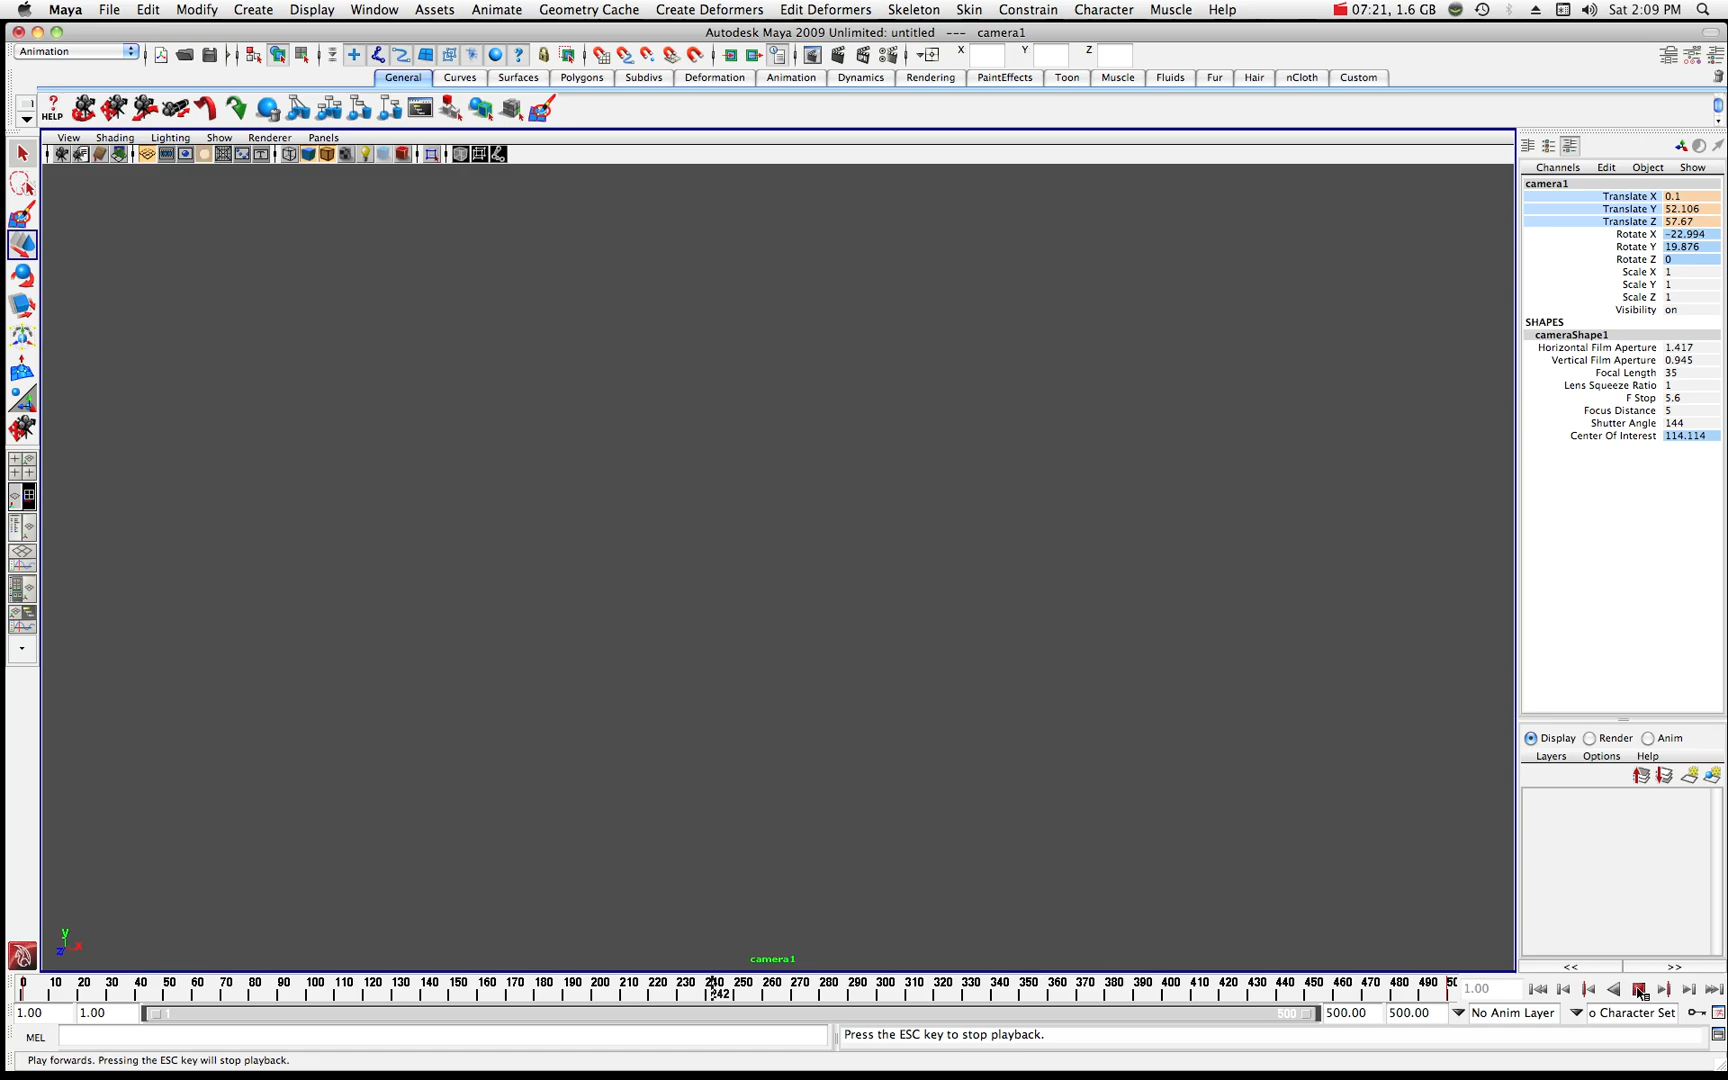 Maya File Edit Modify Create Display Window Assets Animate Geometry Cache Create Deformers Edit Deformers Skeleton Skin Constrain Character Muscle Help 07:21, 1.6 GB Sat 2:09 PM
Autodesk Maya 2009 Unlimited: untitled --- camera1
Animation X Y Z
General Curves Surfaces Polygons Subdivs Deformation Animation Dynamics Rendering PaintEffects Toon Muscle Fluids Fur Hair nCloth Custom
? HELP
View Shading Lighting Show Renderer Panels
Channels Edit Object Show
camera1
Translate X 0.1
Translate Y 52.106
Translate Z 57.67
Rotate X -22.994
Rotate Y 19.876
Rotate Z 0
Scale X 1
Scale Y 1
Scale Z 1
Visibility on
SHAPES
cameraShape1
Horizontal Film Aperture 1.417
Vertical Film Aperture 0.945
Focal Length 35
Lens Squeeze Ratio 1
F Stop 5.6
Focus Distance 5
Shutter Angle 144
Center Of Interest 114.114
Display Render Anim
Layers Options Help
y
z x
camera1
<< >>
0 10 20 30 40 50 60 70 80 90 100 110 120 130 140 150 160 170 180 190 200 210 220 230 240 250 260 270 280 290 300 310 320 330 340 350 360 370 380 390 400 410 420 430 440 450 460 470 480 490 50 1.00
242
1.00 1.00 1 500 500.00 500.00 No Anim Layer o Character Set
MEL Press the ESC key to stop playback.
Play forwards. Pressing the ESC key will stop playback.